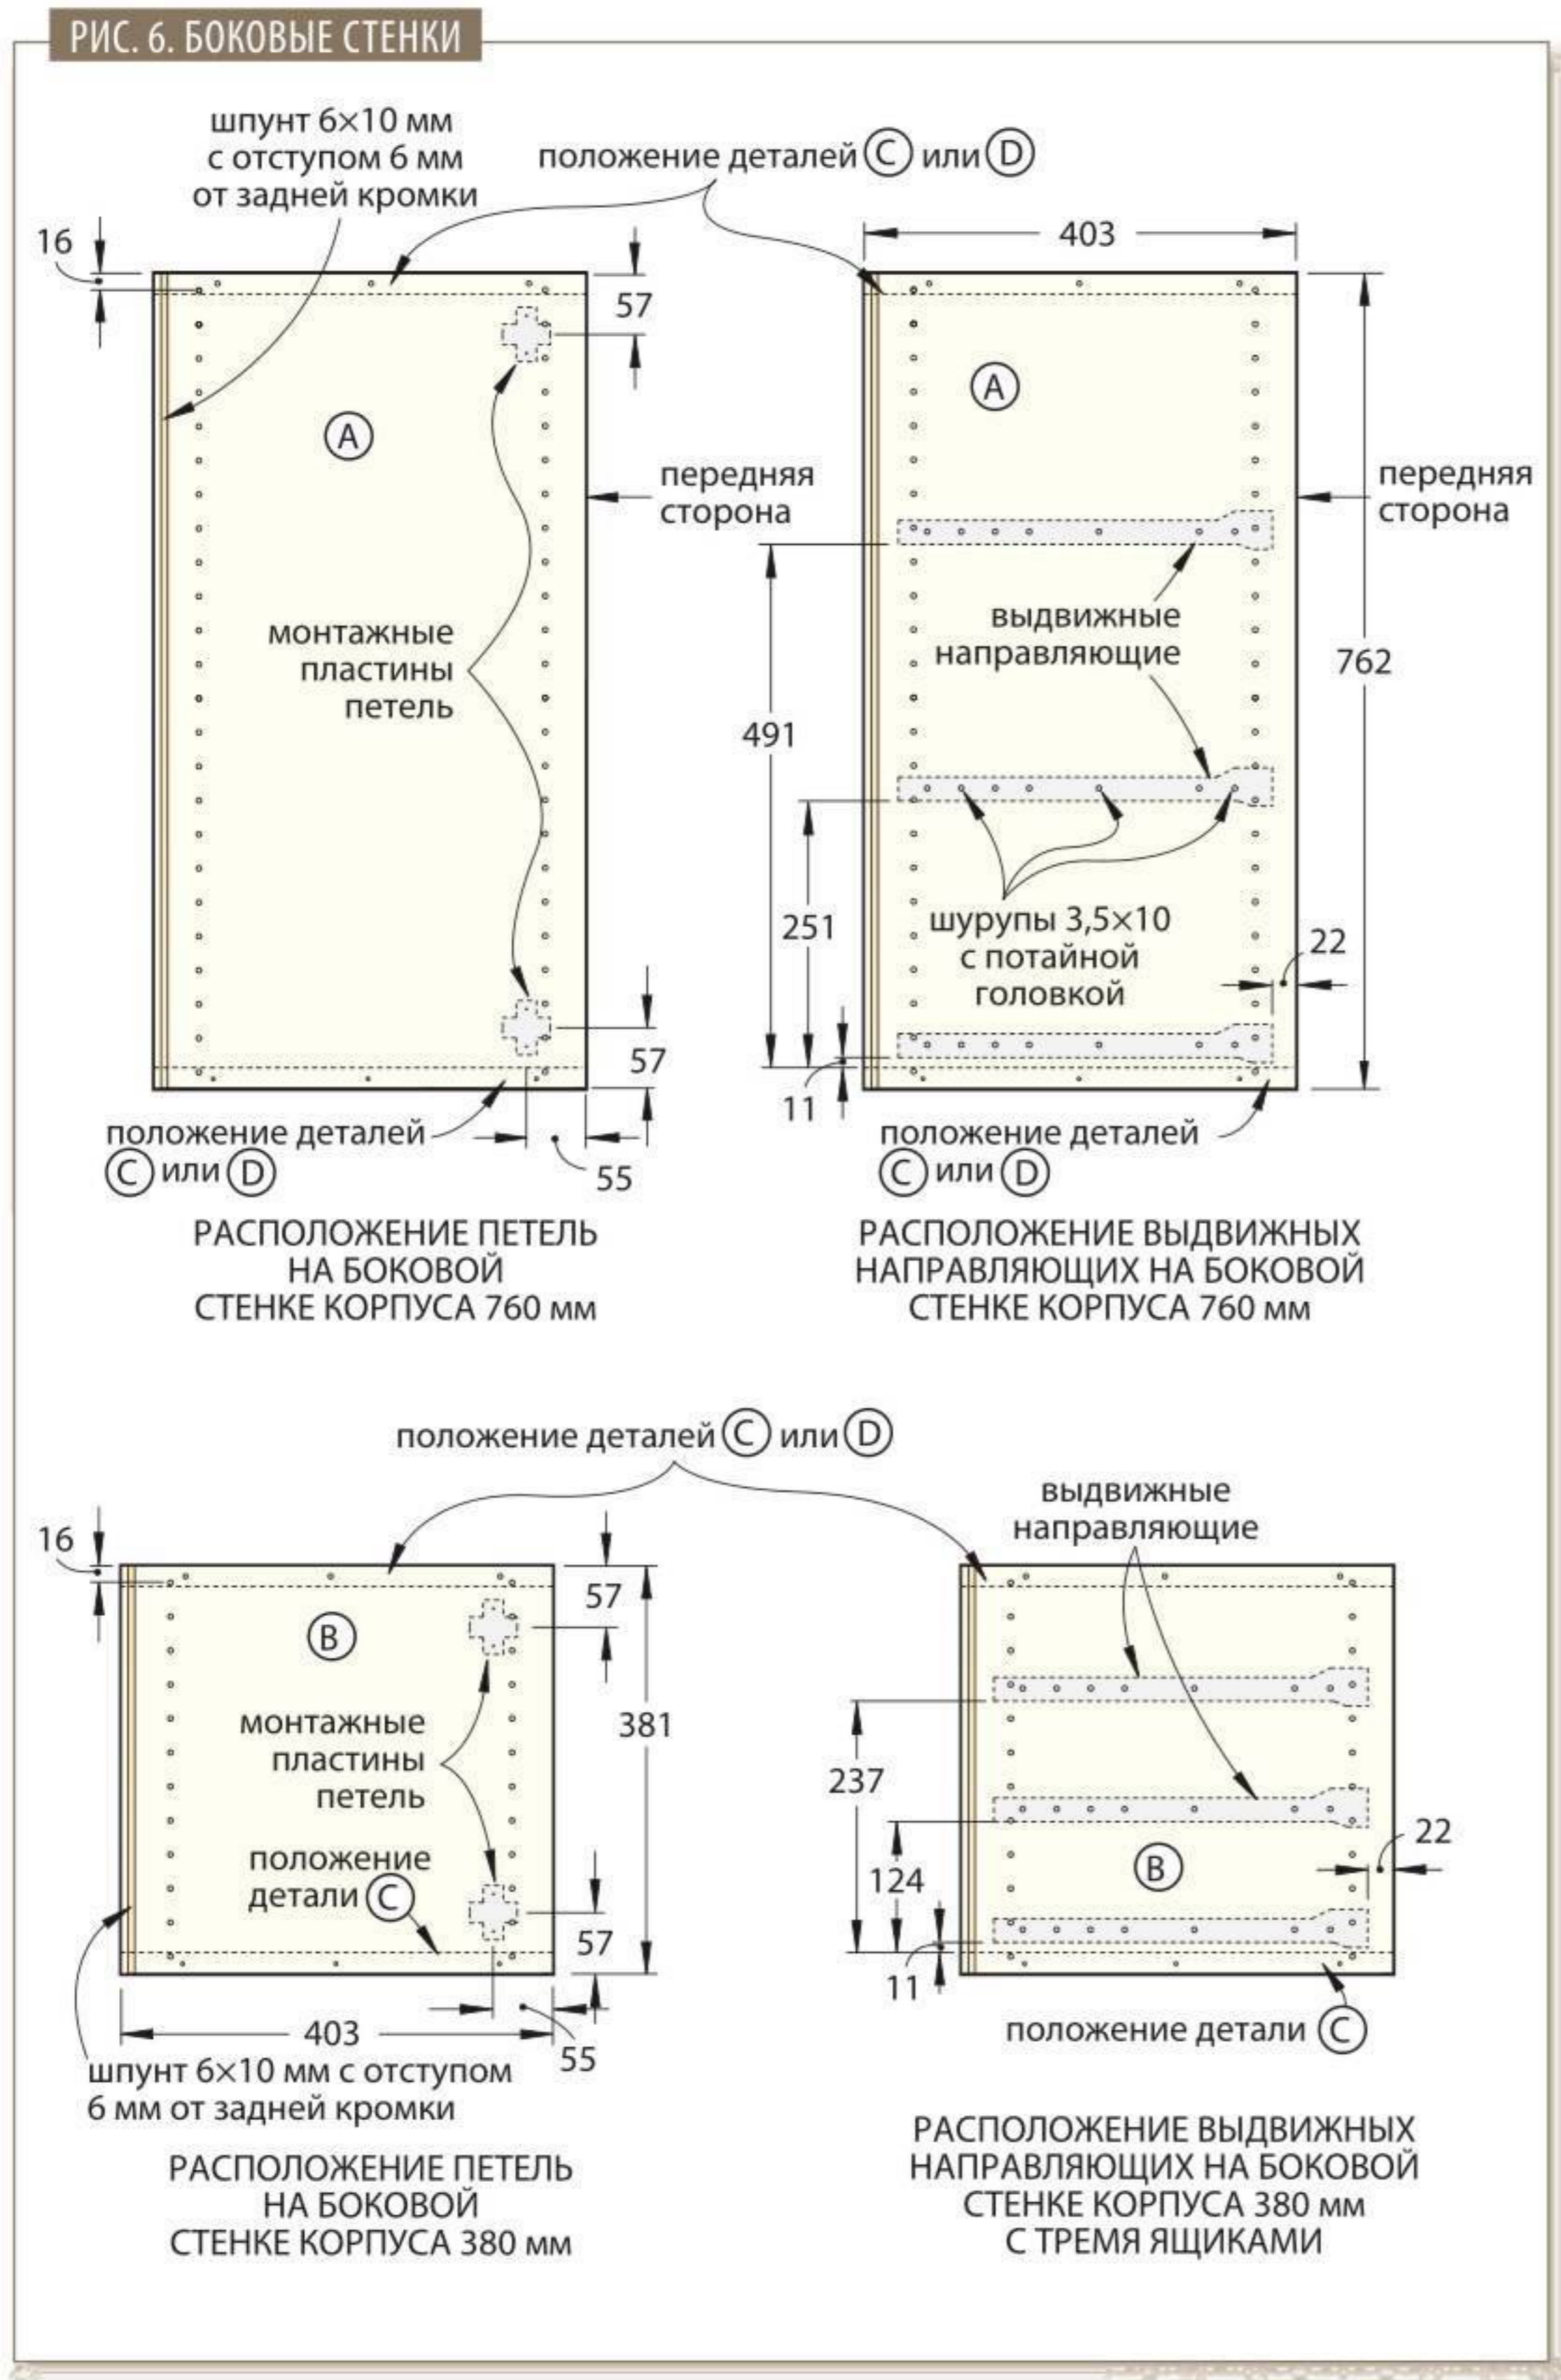 РИС. 6. БОКОВЫЕ СТЕНКИ
шпунт 6×10 мм
с отступом 6 мм
от задней кромки
положение деталей C или D
16
57
403
A
A
передняя
сторона
передняя
сторона
монтажные
пластины
петель
выдвижные
направляющие
762
491
251
шурупы 3,5×10
с потайной
головкой
22
57
11
положение деталей
C или D
55
положение деталей
C или D
РАСПОЛОЖЕНИЕ ПЕТЕЛЬ
НА БОКОВОЙ
СТЕНКЕ КОРПУСА 760 мм
РАСПОЛОЖЕНИЕ ВЫДВИЖНЫХ
НАПРАВЛЯЮЩИХ НА БОКОВОЙ
СТЕНКЕ КОРПУСА 760 мм
положение деталей C или D
выдвижные
направляющие
16
57
B
381
монтажные
пластины
петель
положение
детали C
57
403
55
шпунт 6×10 мм с отступом
6 мм от задней кромки
237
124
B
22
11
положение детали C
РАСПОЛОЖЕНИЕ ПЕТЕЛЬ
НА БОКОВОЙ
СТЕНКЕ КОРПУСА 380 мм
РАСПОЛОЖЕНИЕ ВЫДВИЖНЫХ
НАПРАВЛЯЮЩИХ НА БОКОВОЙ
СТЕНКЕ КОРПУСА 380 мм
С ТРЕМЯ ЯЩИКАМИ